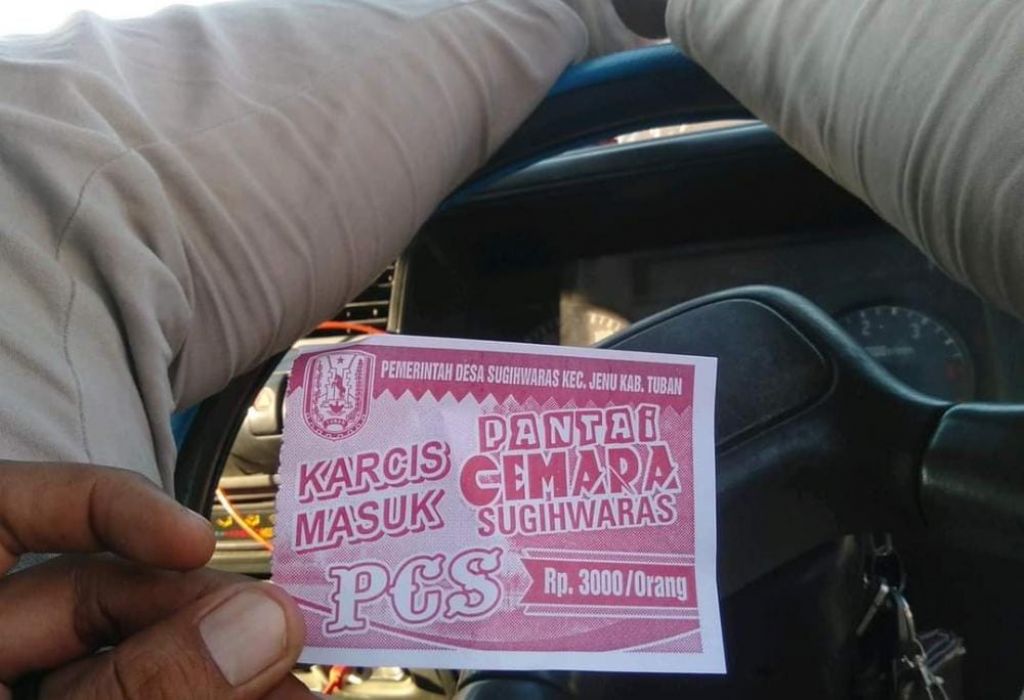 PEMERINTAH DESA SUGIHWARAS KEC. JENU KAB. TUBAN
KARCIS
MASUK
PANTAI
CEMARA
SUGIHWARAS
PCS
Rp. 3000/Orang